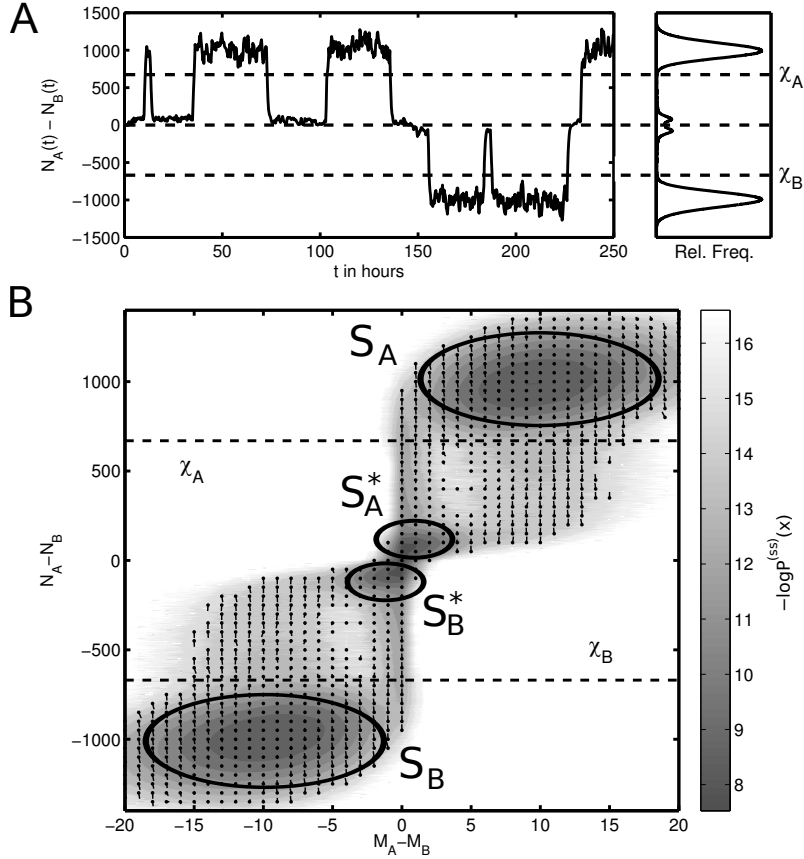 A
N_A(t) − N_B(t)
1500
1000
500
0
−500
−1000
−1500
0 50 100 150 200 250
t in hours
χ_A
χ_B
Rel. Freq.
B
N_A−N_B
1000
500
0
−500
−1000
S_A
χ_A
S_A^*
S_B^*
χ_B
S_B
−20 −15 −10 −5 0 5 10 15 20
M_A−M_B
16
15
14
13
12
11
10
9
8
−logP^(ss)(x)